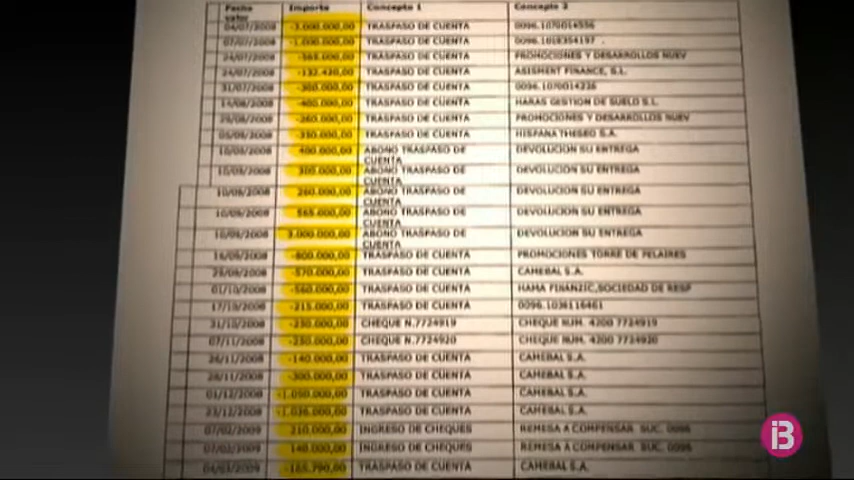 Fecha valor Importe Concepto 1 Concepto 2
04/07/2008 -3.000.000,00 TRASPASO DE CUENTA
07/07/2008 -1.000.000,00 TRASPASO DE CUENTA
24/07/2008 -565.000,00 TRASPASO DE CUENTA PROMOCIONES Y DESARROLLOS NUEV
24/07/2008 -132.420,00 TRASPASO DE CUENTA ASISMENT FINANCE, S.L.
31/07/2008 -300.000,00 TRASPASO DE CUENTA
14/08/2008 -400.000,00 TRASPASO DE CUENTA HARAS GESTION DE SUELO S.L.
29/08/2008 -260.000,00 TRASPASO DE CUENTA PROMOCIONES Y DESARROLLOS NUEV
05/09/2008 TRASPASO DE CUENTA HISPANA THESEO S.A.
10/09/2008 400.000,00 ABONO TRASPASO DE CUENTA DEVOLUCION SU ENTREGA
10/09/2008 300.000,00 ABONO TRASPASO DE CUENTA DEVOLUCION SU ENTREGA
10/09/2008 260.000,00 ABONO TRASPASO DE CUENTA DEVOLUCION SU ENTREGA
10/09/2008 565.000,00 ABONO TRASPASO DE CUENTA DEVOLUCION SU ENTREGA
10/09/2008 3.000.000,00 ABONO TRASPASO DE CUENTA DEVOLUCION SU ENTREGA
16/09/2008 -800.000,00 TRASPASO DE CUENTA PROMOCIONES TORRE DE PELAIRES
29/09/2008 -570.000,00 TRASPASO DE CUENTA CAMEBAL S.A.
01/10/2008 -560.000,00 TRASPASO DE CUENTA HAMA FINANZIC,SOCIEDAD DE RESP
17/10/2008 -215.000,00 TRASPASO DE CUENTA 0096.1036116461
31/10/2008 -250.000,00 CHEQUE N.7724919 CHEQUE NUM. 4200 7724919
07/11/2008 -250.000,00 CHEQUE N.7724920 CHEQUE NUM. 4200 7724920
26/11/2008 -140.000,00 TRASPASO DE CUENTA CAMEBAL S.A.
28/11/2008 -300.000,00 TRASPASO DE CUENTA CAMEBAL S.A.
01/12/2008 -1.050.000,00 TRASPASO DE CUENTA CAMEBAL S.A.
23/12/2008 -1.036.000,00 TRASPASO DE CUENTA CAMEBAL S.A.
07/02/2009 210.000,00 INGRESO DE CHEQUES REMESA A COMPENSAR SUC. 0096
07/02/2009 140.000,00 INGRESO DE CHEQUES REMESA A COMPENSAR SUC. 0096
04/03/2009 -165.790,00 TRASPASO DE CUENTA CAMEBAL S.A.
iB